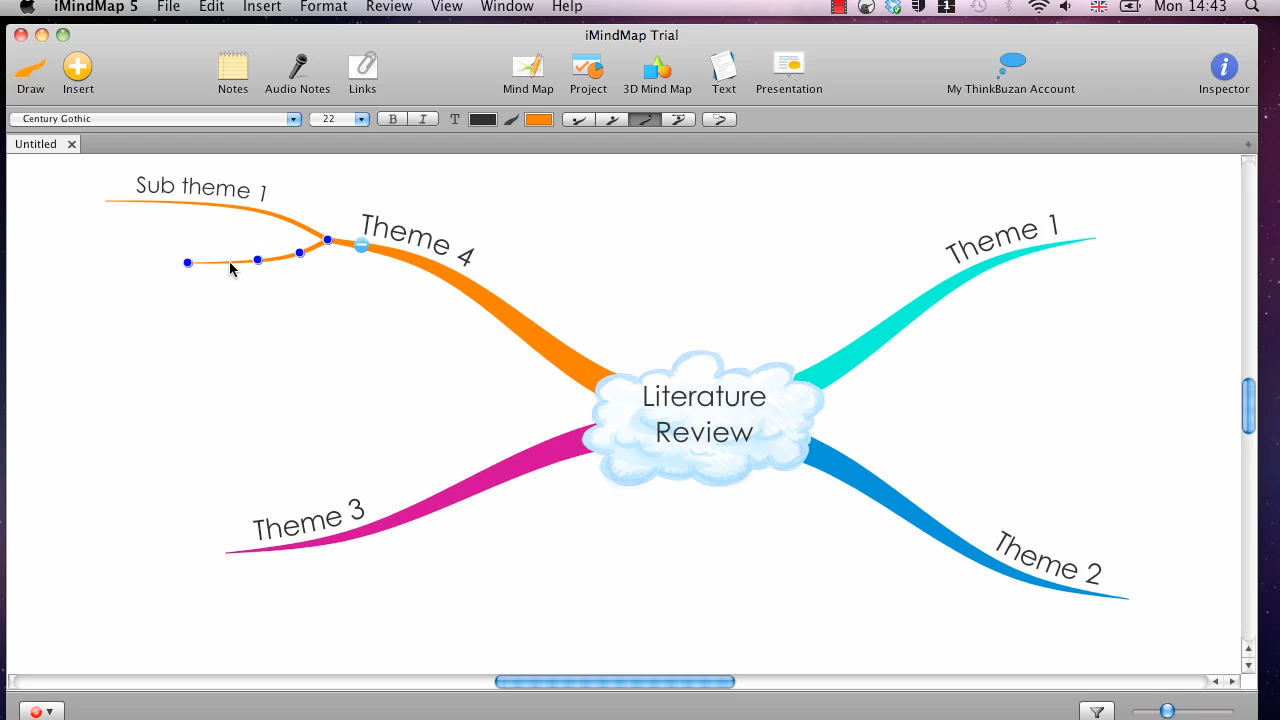 iMindMap 5 File Edit Insert Format Review View Window Help 1 Mon 14:43
iMindMap Trial
Draw Insert Notes Audio Notes Links Mind Map Project 3D Mind Map Text Presentation My ThinkBuzan Account Inspector
Century Gothic 22 B I T
Untitled
Sub theme 1
Theme 4
Theme 1
Literature
Review
Theme 3
Theme 2